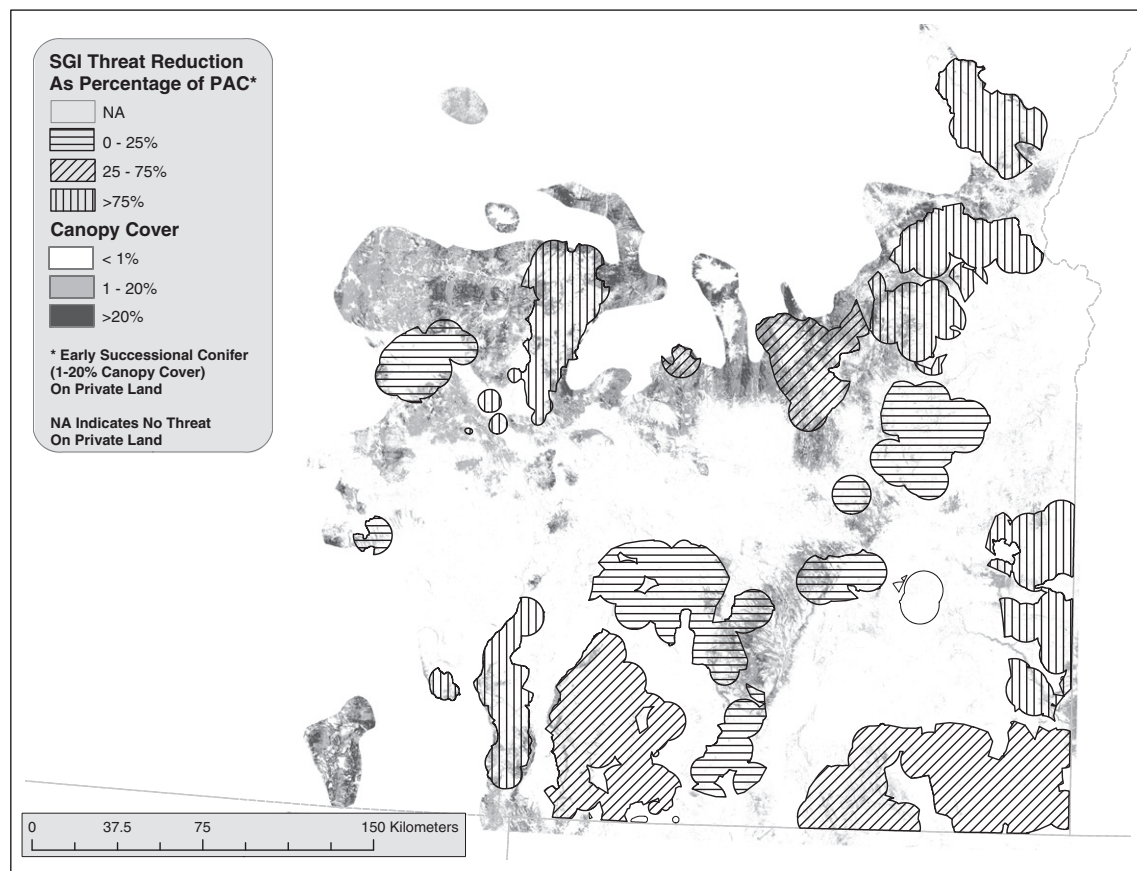 SGI Threat Reduction
As Percentage of PAC*
NA
0 - 25%
25 - 75%
>75%
Canopy Cover
< 1%
1 - 20%
>20%
* Early Successional Conifer
(1-20% Canopy Cover)
On Private Land
NA Indicates No Threat
On Private Land
0 37.5 75 150 Kilometers